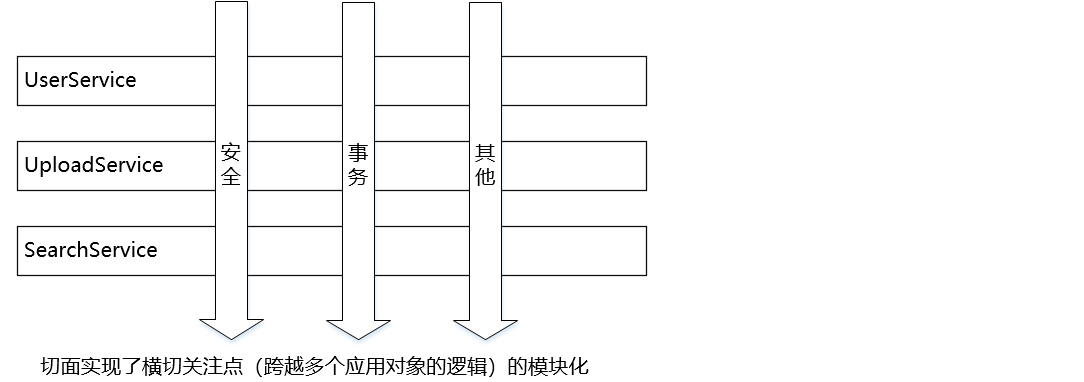 UserService
安全
事务
其他
UploadService
SearchService
切面实现了横切关注点（跨越多个应用对象的逻辑）的模块化